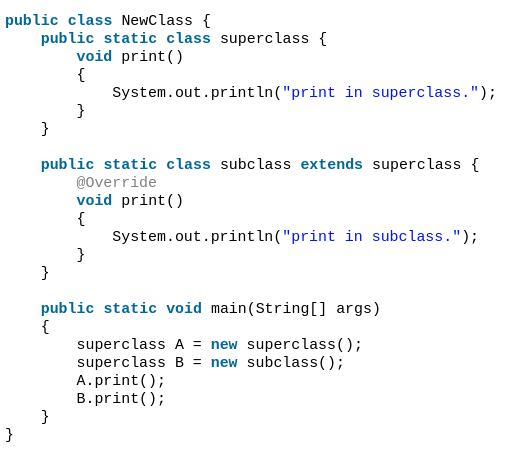 public class NewClass {
    public static class superclass {
        void print()
        {
            System.out.println("print in superclass.");
        }
    }

    public static class subclass extends superclass {
        @Override
        void print()
        {
            System.out.println("print in subclass.");
        }
    }

    public static void main(String[] args)
    {
        superclass A = new superclass();
        superclass B = new subclass();
        A.print();
        B.print();
    }
}